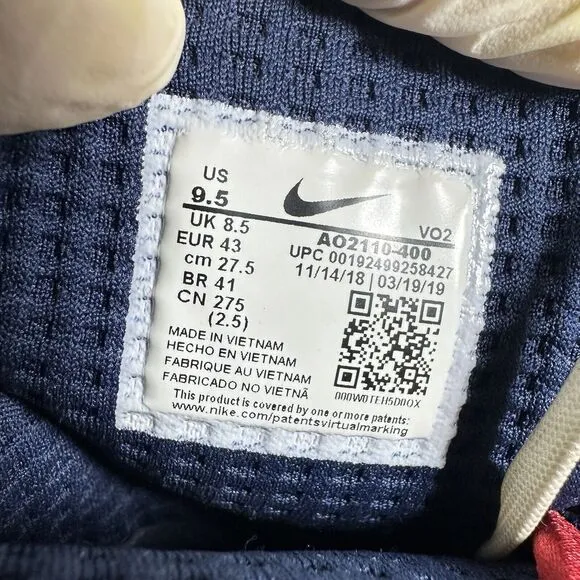 US
9.5
VO2
UK 8.5
AO2110-400
EUR 43
UPC 00192499258427
cm 27.5
11/14/18 | 03/19/19
BR 41
CN 275
(2.5)
MADE IN VIETNAM
HECHO EN VIETNAM
FABRIQUE AU VIETNAM
FABRICADO NO VIETNÃ
000W0TEH5D0OX
This product is covered by one or more patents:
www.nike.com/patentsvirtualmarking